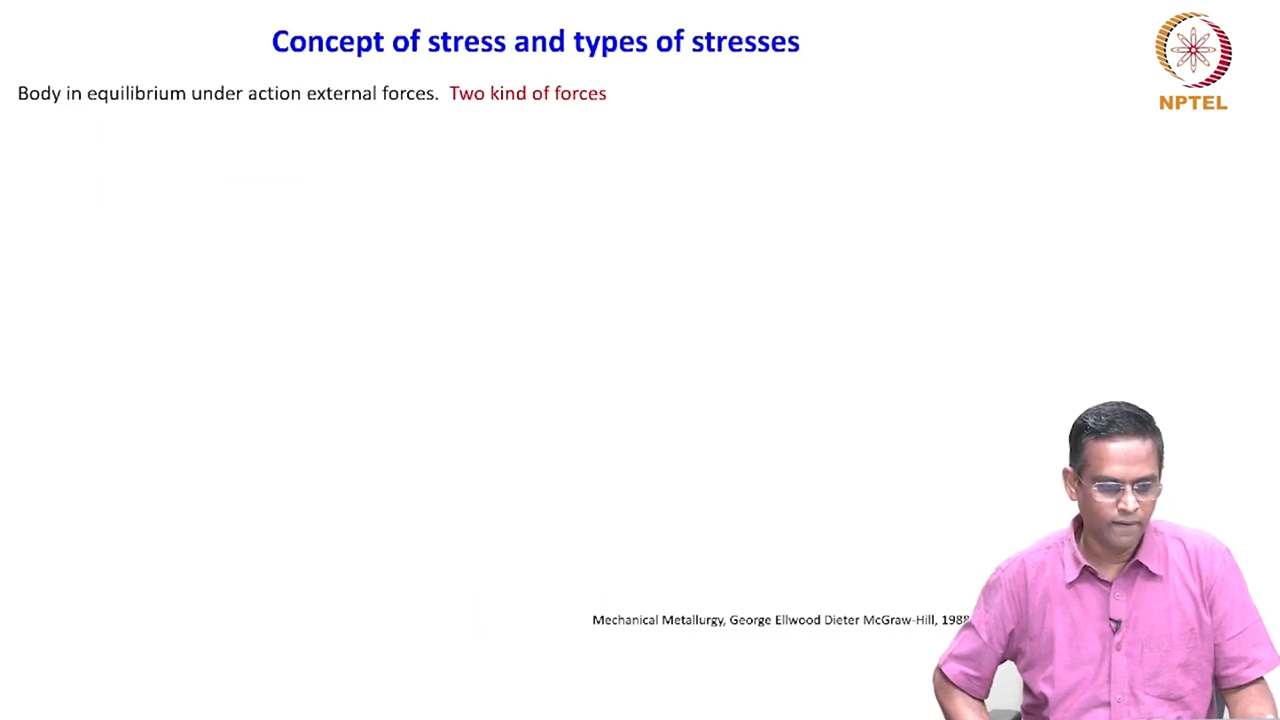 Concept of stress and types of stresses
NPTEL
Body in equilibrium under action external forces. Two kind of forces
Mechanical Metallurgy, George Ellwood Dieter McGraw-Hill, 1988